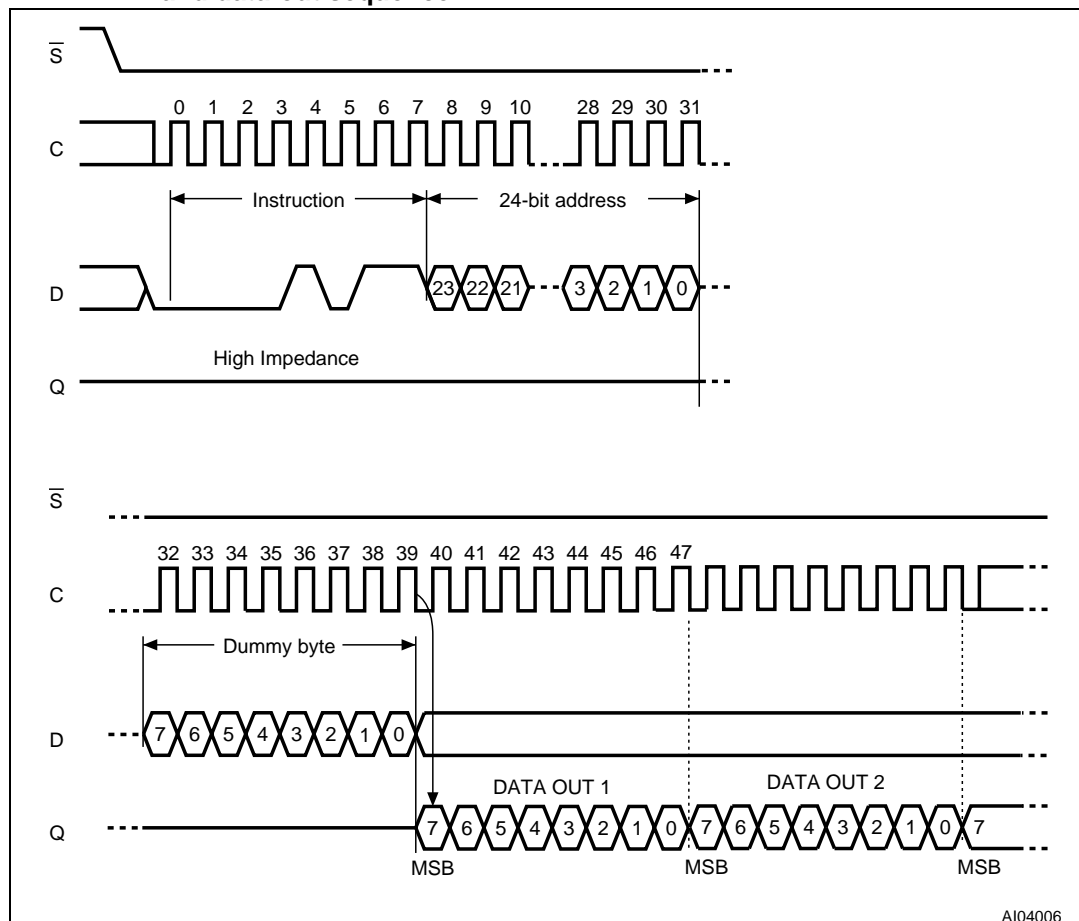 S
0 1 2 3 4 5 6 7 8 9 10 28 29 30 31
C
Instruction 24-bit address
D 23 22 21 3 2 1 0
High Impedance
Q
S
32 33 34 35 36 37 38 39 40 41 42 43 44 45 46 47
C
Dummy byte
D 7 6 5 4 3 2 1 0
DATA OUT 1 DATA OUT 2
Q 7 6 5 4 3 2 1 0 7 6 5 4 3 2 1 0 7
MSB MSB MSB
AI04006